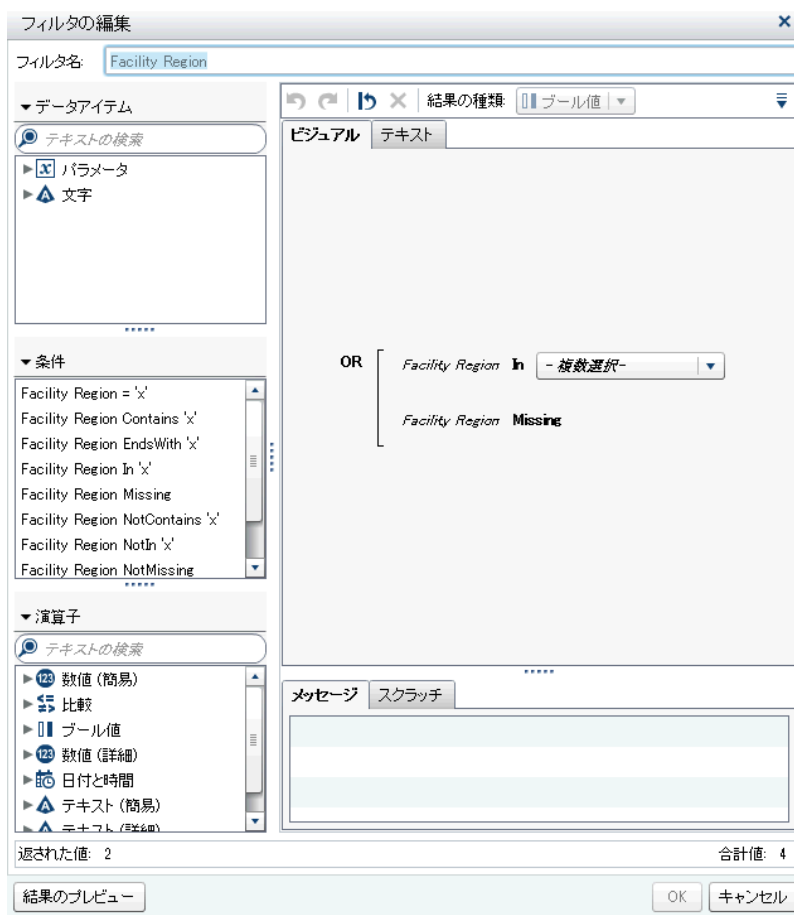 フィルタの編集
フィルタ名: Facility Region
データアイテム
テキストの検索
パラメータ
文字
条件
Facility Region = 'x'
Facility Region Contains 'x'
Facility Region EndsWith 'x'
Facility Region In 'x'
Facility Region Missing
Facility Region NotContains 'x'
Facility Region NotIn 'x'
Facility Region NotMissing
演算子
テキストの検索
数値 (簡易)
比較
ブール値
数値 (詳細)
日付と時間
テキスト (簡易)
テキスト (詳細)
結果の種類: ブール値
ビジュアル テキスト
OR
Facility Region In -複数選択-
Facility Region Missing
メッセージ スクラッチ
返された値: 2 合計値: 4
結果のプレビュー OK キャンセル